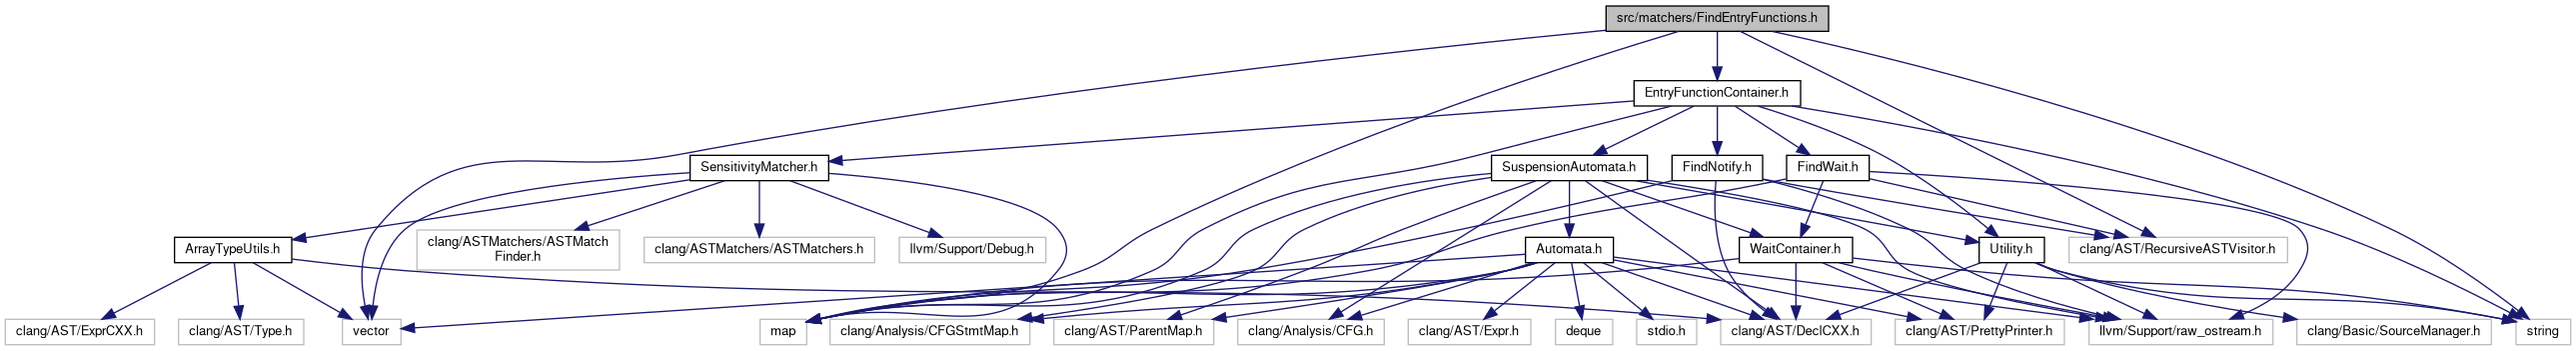 src/matchers/FindEntryFunctions.h
EntryFunctionContainer.h
SensitivityMatcher.h
SuspensionAutomata.h
FindNotify.h
FindWait.h
ArrayTypeUtils.h
clang/ASTMatchers/ASTMatch
Finder.h
clang/ASTMatchers/ASTMatchers.h
llvm/Support/Debug.h
Automata.h
WaitContainer.h
Utility.h
clang/AST/RecursiveASTVisitor.h
clang/AST/ExprCXX.h
clang/AST/Type.h
vector
map
clang/Analysis/CFGStmtMap.h
clang/AST/ParentMap.h
clang/Analysis/CFG.h
clang/AST/Expr.h
deque
stdio.h
clang/AST/DeclCXX.h
clang/AST/PrettyPrinter.h
llvm/Support/raw_ostream.h
clang/Basic/SourceManager.h
string